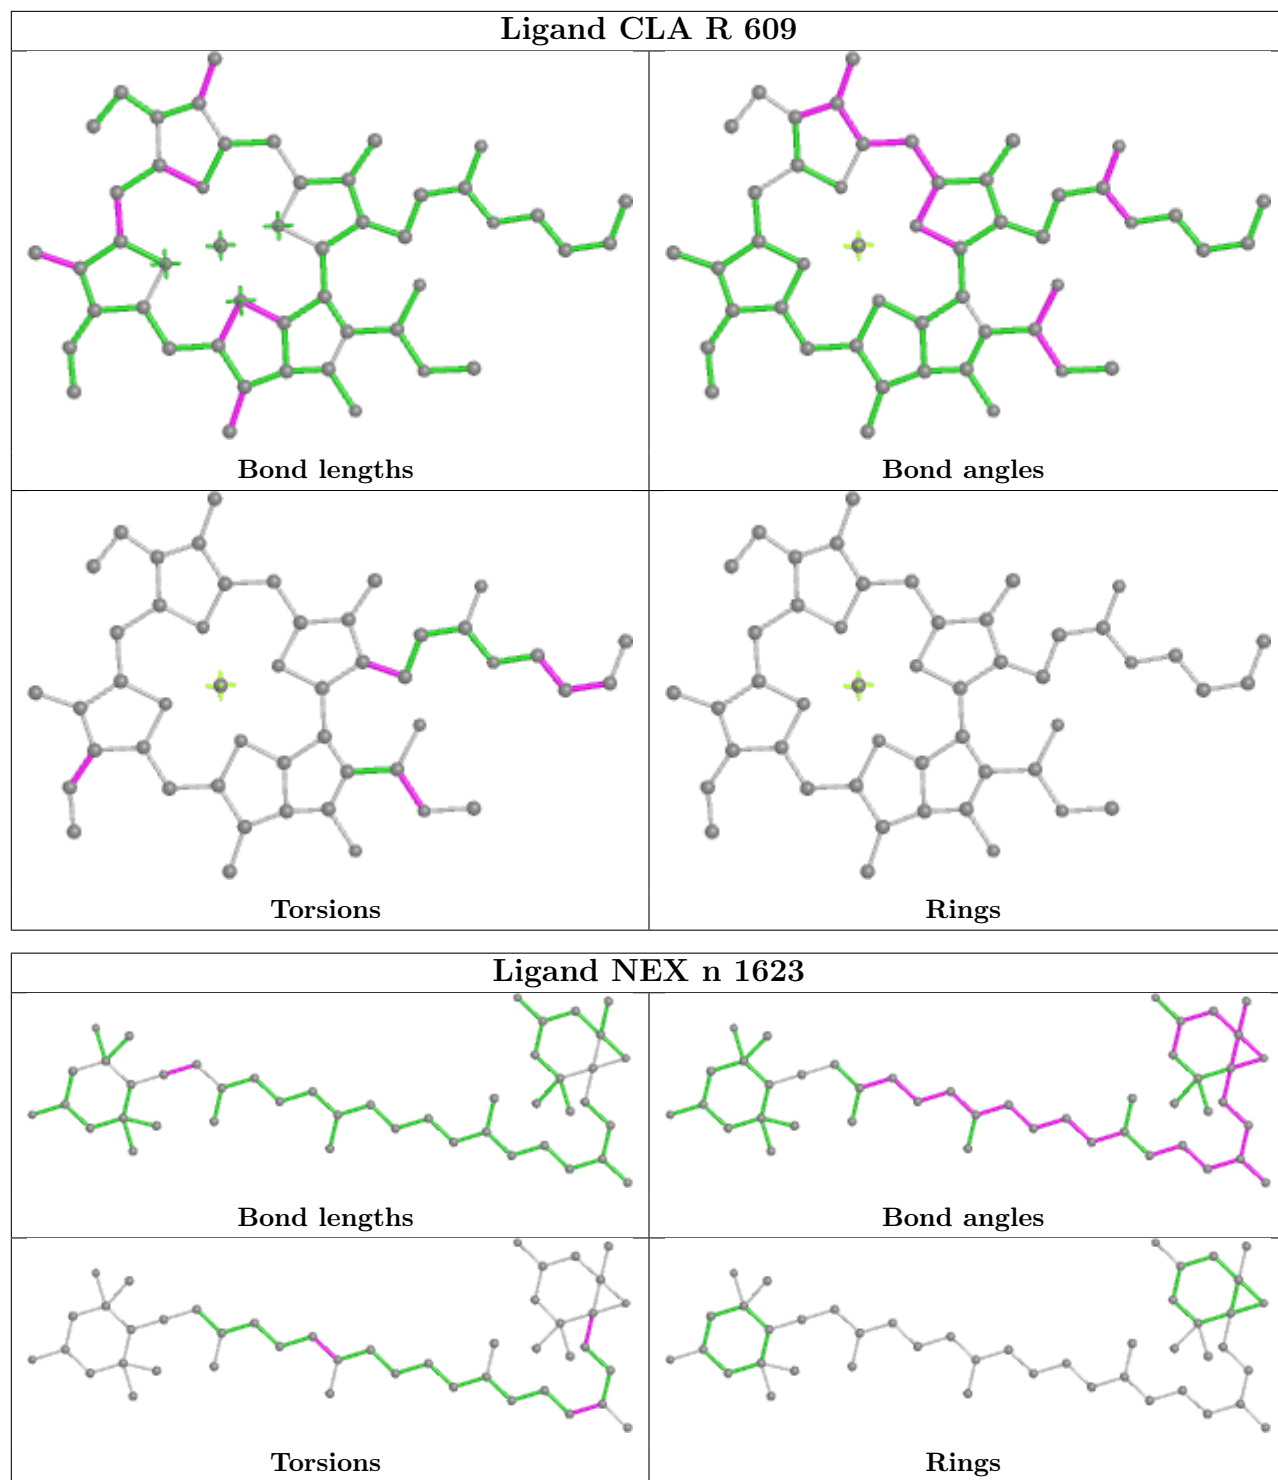 Ligand CLA R 609
Bond lengths
Bond angles
Torsions
Rings
Ligand NEX n 1623
Bond lengths
Bond angles
Torsions
Rings